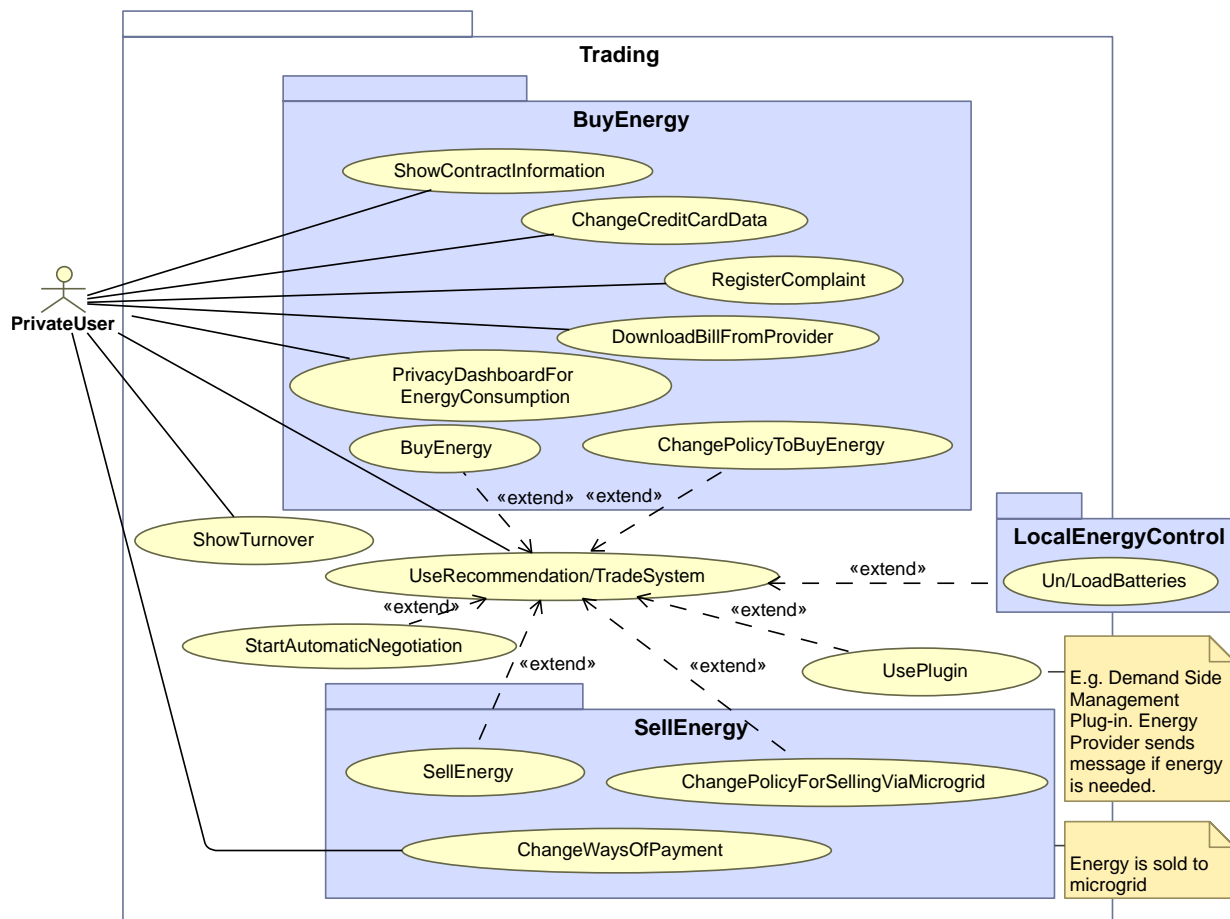 Trading
BuyEnergy
ShowContractInformation
ChangeCreditCardData
RegisterComplaint
PrivateUser
DownloadBillFromProvider
PrivacyDashboardFor
EnergyConsumption
BuyEnergy
ChangePolicyToBuyEnergy
«extend»
«extend»
ShowTurnover
LocalEnergyControl
UseRecommendation/TradeSystem
«extend»
Un/LoadBatteries
«extend»
«extend»
StartAutomaticNegotiation
«extend»
«extend»
UsePlugin
E.g. Demand Side
Management
Plug-in. Energy
Provider sends
message if energy
is needed.
SellEnergy
SellEnergy
ChangePolicyForSellingViaMicrogrid
ChangeWaysOfPayment
Energy is sold to
microgrid